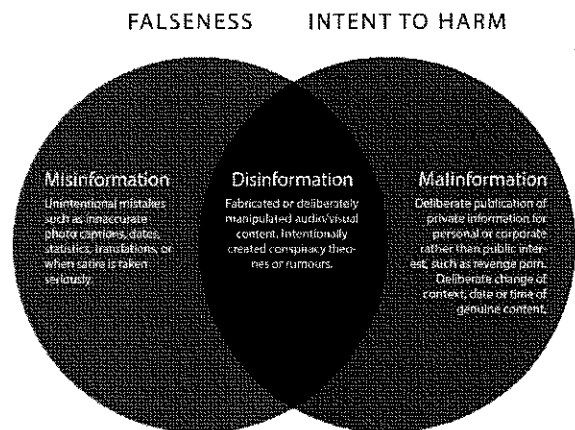 FALSENESS
INTENT TO HARM
Misinformation
Unintentional mistakes
such as innaccurate
photo captions, dates,
statistics, translations, or
when satire is taken
seriously.
Disinformation
Fabricated or deliberately
manipulated audio/visual
content. Intentionally
created conspiracy theo-
ries or rumours.
Malinformation
Deliberate publication of
private information for
personal or corporate
rather than public inter-
est, such as revenge porn.
Deliberate change of
context, date or time of
genuine content.